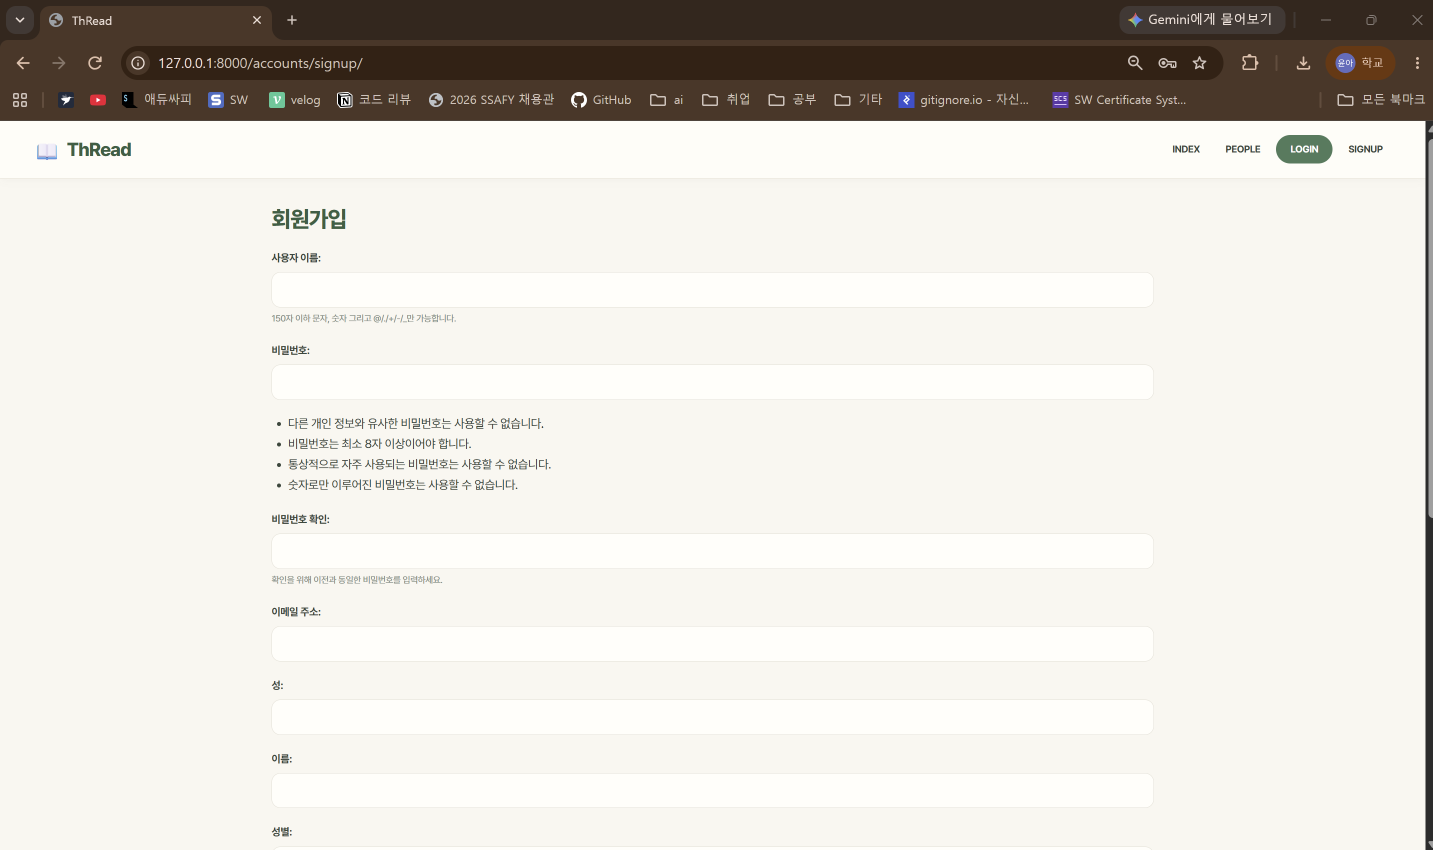 ThRead
Gemini에게 물어보기
127.0.0.1:8000/accounts/signup/
윤아 학교
애듀싸피 SW velog 코드 리뷰 2026 SSAFY 채용관 GitHub ai 취업 공부 기타 gitignore.io - 자신... SCS SW Certificate Syst... 모든 북마크
ThRead
INDEX PEOPLE LOGIN SIGNUP
회원가입
사용자 이름:
150자 이하 문자, 숫자 그리고 @/./+/-/_만 가능합니다.
비밀번호:
• 다른 개인 정보와 유사한 비밀번호는 사용할 수 없습니다.
• 비밀번호는 최소 8자 이상이어야 합니다.
• 통상적으로 자주 사용되는 비밀번호는 사용할 수 없습니다.
• 숫자로만 이루어진 비밀번호는 사용할 수 없습니다.
비밀번호 확인:
확인을 위해 이전과 동일한 비밀번호를 입력하세요.
이메일 주소:
성:
이름:
성별: